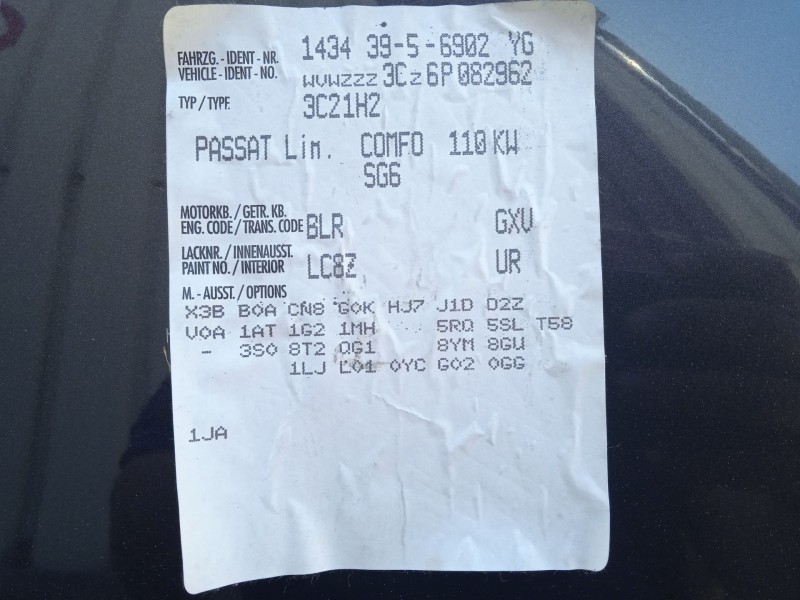 1434 39-5-6902 YG
FAHRZG. - IDENT - NR.
VEHICLE - IDENT - NO. WVWZZZ3CZ6P082962
TYP / TYPE 3C21H2
PASSAT Lim. COMFO 110 KW
SG6
MOTORKB. / GETR. KB.
ENG. CODE / TRANS. CODE BLR GXV
LACKNR. / INNENAUSST.
PAINT NO. / INTERIOR LC8Z UR
M. - AUSST. / OPTIONS
X3B B0A CN8 G0K HJ7 J1D D2Z
V0A 1AT 1G2 1MH 5RQ 5SL T58
- 3S0 8T2 QG1 8YM 8GU
1LJ L01 0YC G02 0GG
1JA